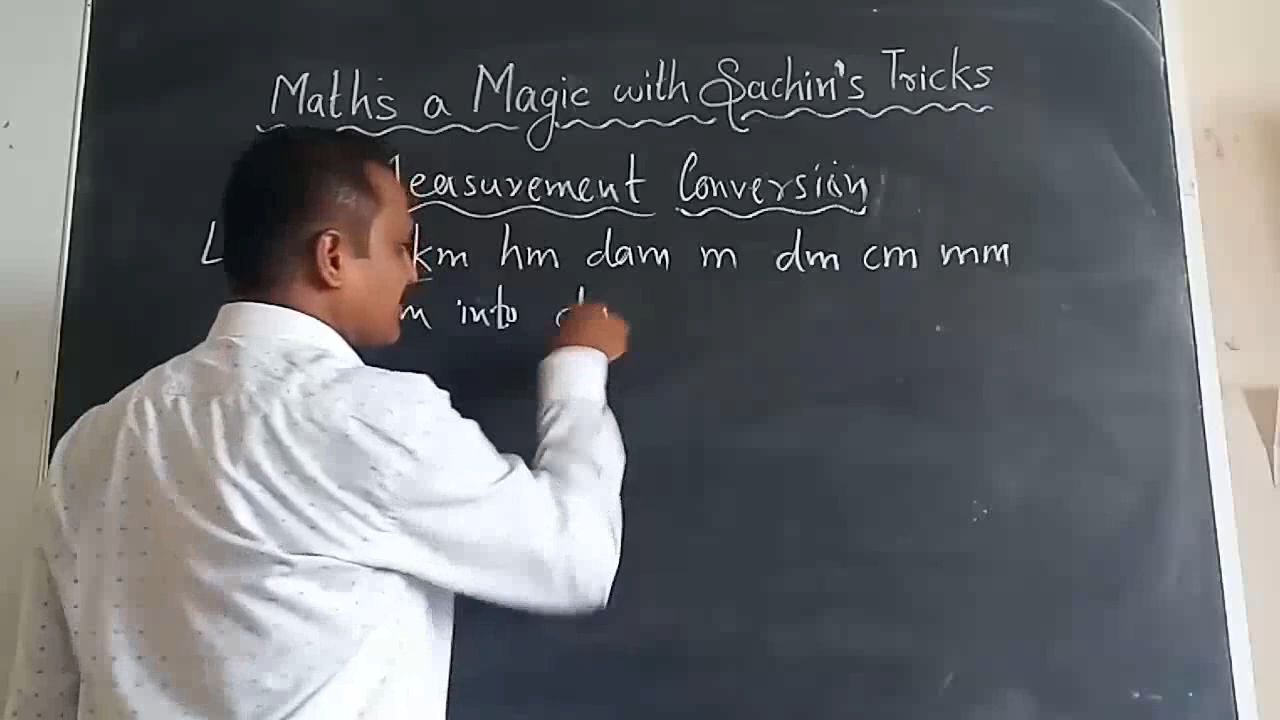 Maths a Magic with Sachin's Tricks
Measurement Conversion
L km hm dam m dm cm mm
m into